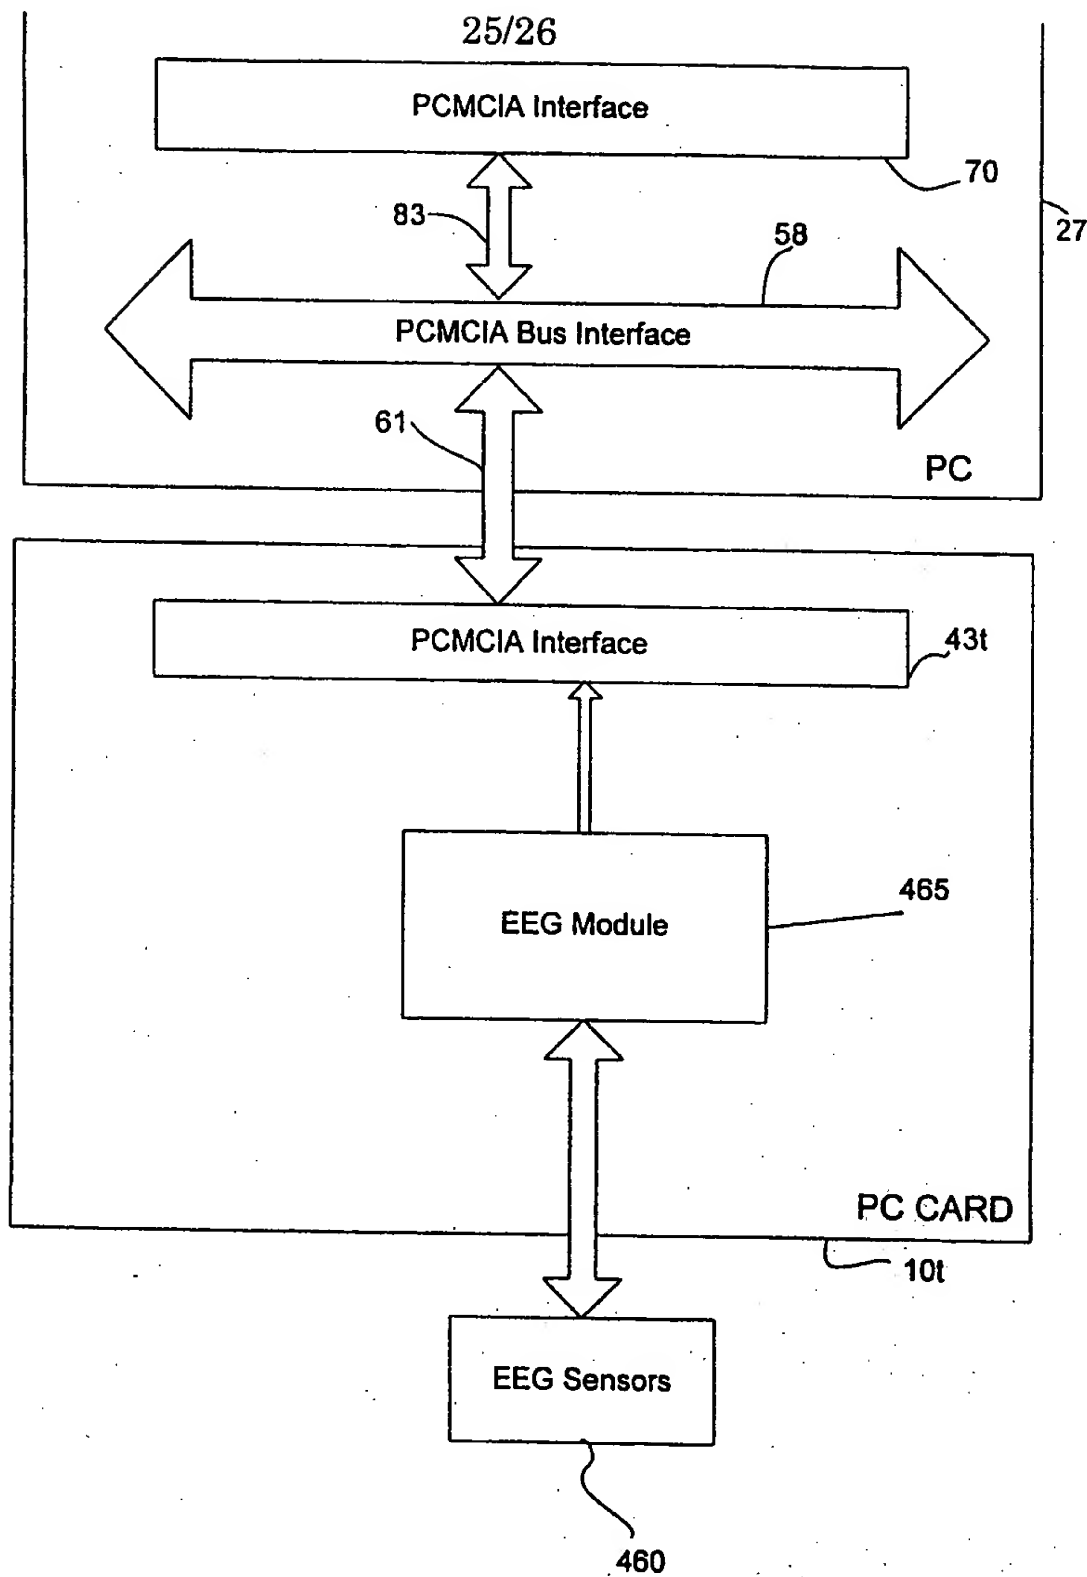 25/26
PCMCIA Interface
70
83
27
58
PCMCIA Bus Interface
61
PC
PCMCIA Interface
43t
465
EEG Module
PC CARD
10t
EEG Sensors
460